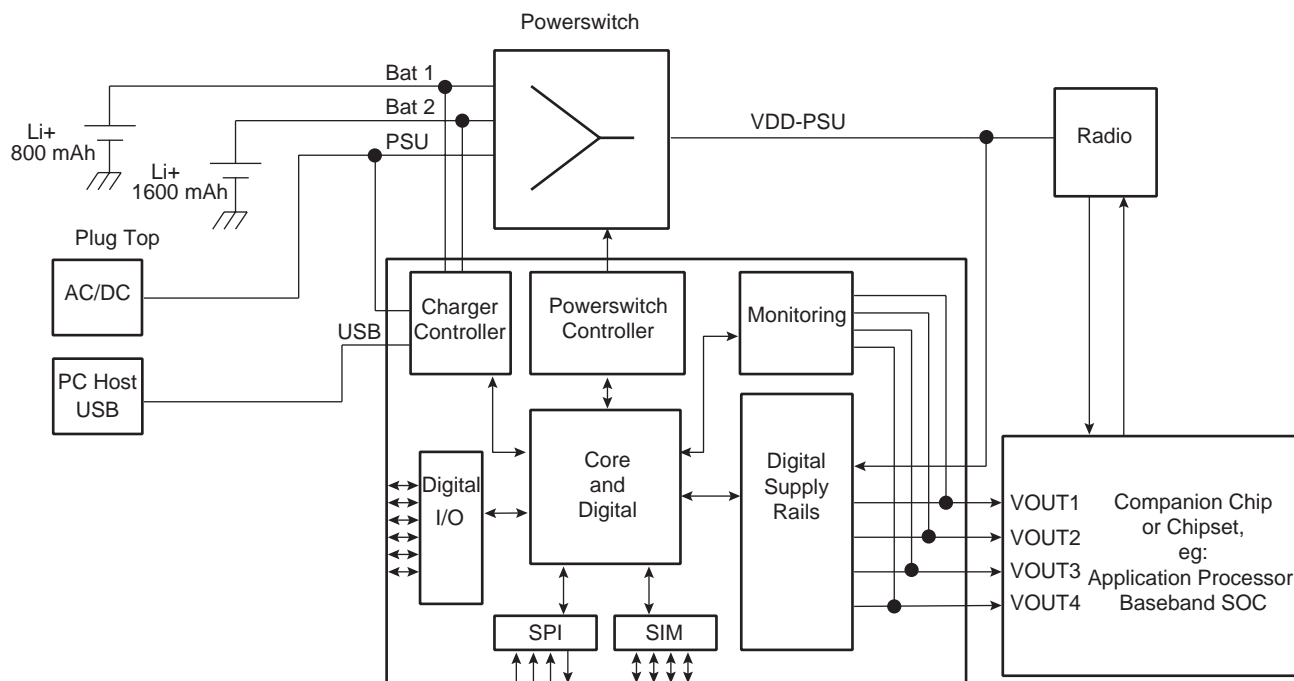 Powerswitch
Bat 1
Bat 2
PSU
Li+
800 mAh
Li+
1600 mAh
VDD-PSU
Radio
Plug Top
AC/DC
USB
PC Host
USB
Charger
Controller
Powerswitch
Controller
Monitoring
Digital
I/O
Core
and
Digital
Digital
Supply
Rails
SPI
SIM
VOUT1
VOUT2
VOUT3
VOUT4
Companion Chip
or Chipset,
eg:
Application Processor
Baseband SOC